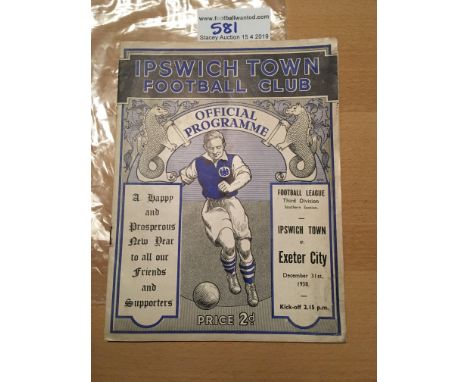 www.footballwanted.com
581
Stacey Auction 15 4 2019
IPSWICH TOWN
FOOTBALL CLUB
OFFICIAL
PROGRAMME
A Happy
and
Prosperous
New Year
to all our
Friends
and
Supporters
FOOTBALL LEAGUE
Third Division
Southern Section.
IPSWICH TOWN
v.
Exeter City
December 31st,
1938.
Kick-off 2.15 p.m.
PRICE 2d